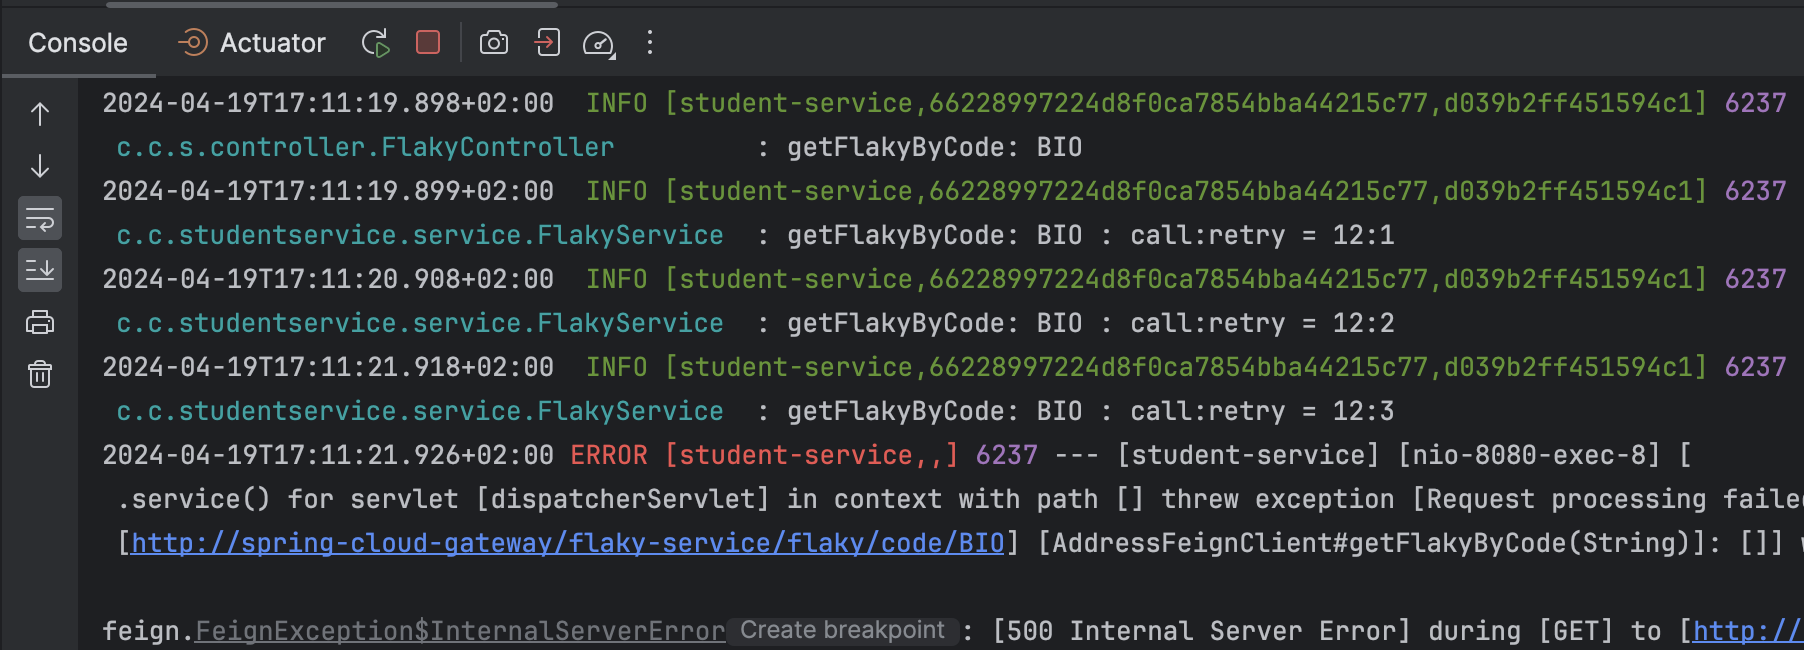 Console Actuator
2024-04-19T17:11:19.898+02:00  INFO [student-service,66228997224d8f0ca7854bba44215c77,d039b2ff451594c1] 6237
c.c.s.controller.FlakyController         : getFlakyByCode: BIO
2024-04-19T17:11:19.899+02:00  INFO [student-service,66228997224d8f0ca7854bba44215c77,d039b2ff451594c1] 6237
c.c.studentservice.service.FlakyService  : getFlakyByCode: BIO : call:retry = 12:1
2024-04-19T17:11:20.908+02:00  INFO [student-service,66228997224d8f0ca7854bba44215c77,d039b2ff451594c1] 6237
c.c.studentservice.service.FlakyService  : getFlakyByCode: BIO : call:retry = 12:2
2024-04-19T17:11:21.918+02:00  INFO [student-service,66228997224d8f0ca7854bba44215c77,d039b2ff451594c1] 6237
c.c.studentservice.service.FlakyService  : getFlakyByCode: BIO : call:retry = 12:3
2024-04-19T17:11:21.926+02:00 ERROR [student-service,,] 6237 --- [student-service] [nio-8080-exec-8] [
.service() for servlet [dispatcherServlet] in context with path [] threw exception [Request processing failed
[http://spring-cloud-gateway/flaky-service/flaky/code/BIO] [AddressFeignClient#getFlakyByCode(String)]: []]
feign.FeignException$InternalServerError Create breakpoint : [500 Internal Server Error] during [GET] to [http://